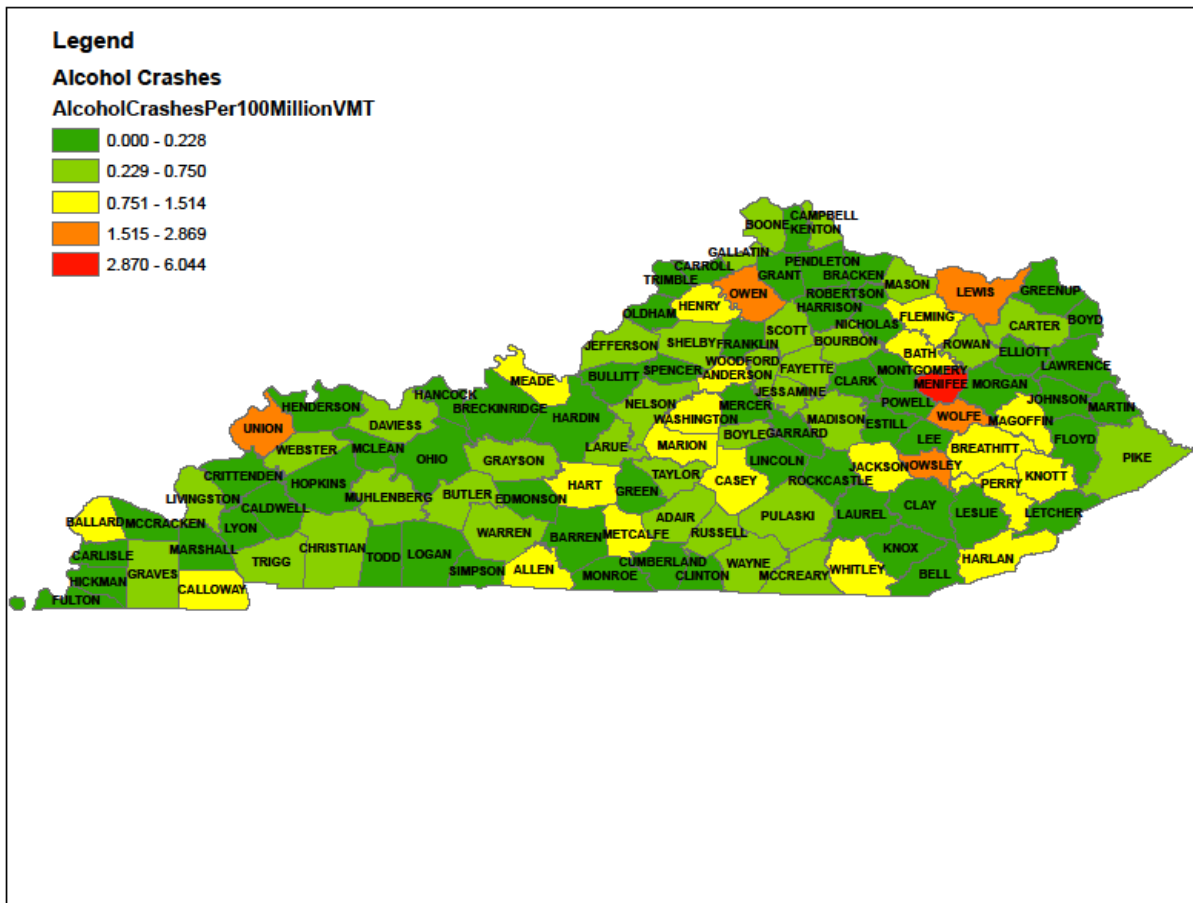 Legend
Alcohol Crashes
AlcoholCrashesPer100MillionVMT
0.000 - 0.228
0.229 - 0.750
0.751 - 1.514
1.515 - 2.869
2.870 - 6.044
CAMPBELL
BOONE
KENTON
GALLATIN
CARROLL
PENDLETON
TRIMBLE
GRANT
BRACKEN
MASON
OWEN
ROBERTSON
LEWIS
GREENUP
HENRY
HARRISON
OLDHAM
FLEMING
BOYD
NICHOLAS
SCOTT
CARTER
JEFFERSON
SHELBY
FRANKLIN
BOURBON
ROWAN
BATH
ELLIOTT
WOODFORD
LAWRENCE
SPENCER
FAYETTE
MONTGOMERY
ANDERSON
BULLITT
MEADE
CLARK
MENIFEE
MORGAN
JESSAMINE
HANCOCK
JOHNSON
NELSON
POWELL
MERCER
MARTIN
HENDERSON
BRECKINRIDGE
HARDIN
WASHINGTON
MADISON
WOLFE
MAGOFFIN
DAVIESS
ESTILL
UNION
BOYLE
GARRARD
LEE
FLOYD
MARION
LARUE
MCLEAN
WEBSTER
BREATHITT
PIKE
OHIO
GRAYSON
LINCOLN
JACKSON
OWSLEY
CRITTENDEN
TAYLOR
KNOTT
CASEY
HOPKINS
ROCKCASTLE
PERRY
HART
GREEN
BUTLER
MUHLENBERG
LIVINGSTON
EDMONSON
CALDWELL
CLAY
LAUREL
LESLIE
LETCHER
ADAIR
PULASKI
BALLARD
MCCRACKEN
LYON
RUSSELL
WARREN
METCALFE
BARREN
KNOX
CARLISLE
MARSHALL
CHRISTIAN
TODD
LOGAN
HARLAN
TRIGG
CUMBERLAND
WAYNE
WHITLEY
ALLEN
SIMPSON
GRAVES
HICKMAN
MONROE
CLINTON
MCCREARY
BELL
CALLOWAY
FULTON